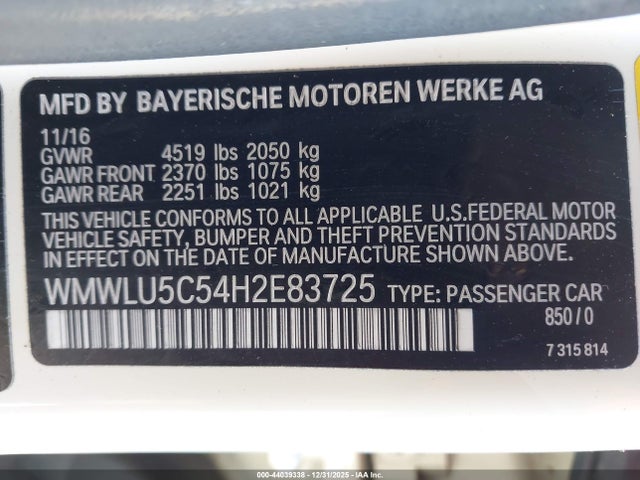 MFD BY BAYERISCHE MOTOREN WERKE AG
11/16
GVWR 4519 lbs 2050 kg
GAWR FRONT 2370 lbs 1075 kg
GAWR REAR 2251 lbs 1021 kg
THIS VEHICLE CONFORMS TO ALL APPLICABLE U.S.FEDERAL MOTOR
VEHICLE SAFETY, BUMPER, AND THEFT PREVENTION STANDARDS
IN EFFECT ON THE DATE OF MANUFACTURE SHOWN ABOVE.
WMWLU5C54H2E83725 TYPE: PASSENGER CAR
850/0
7 315 814
000-44039338 - 12/31/2025 - IAAI.COM